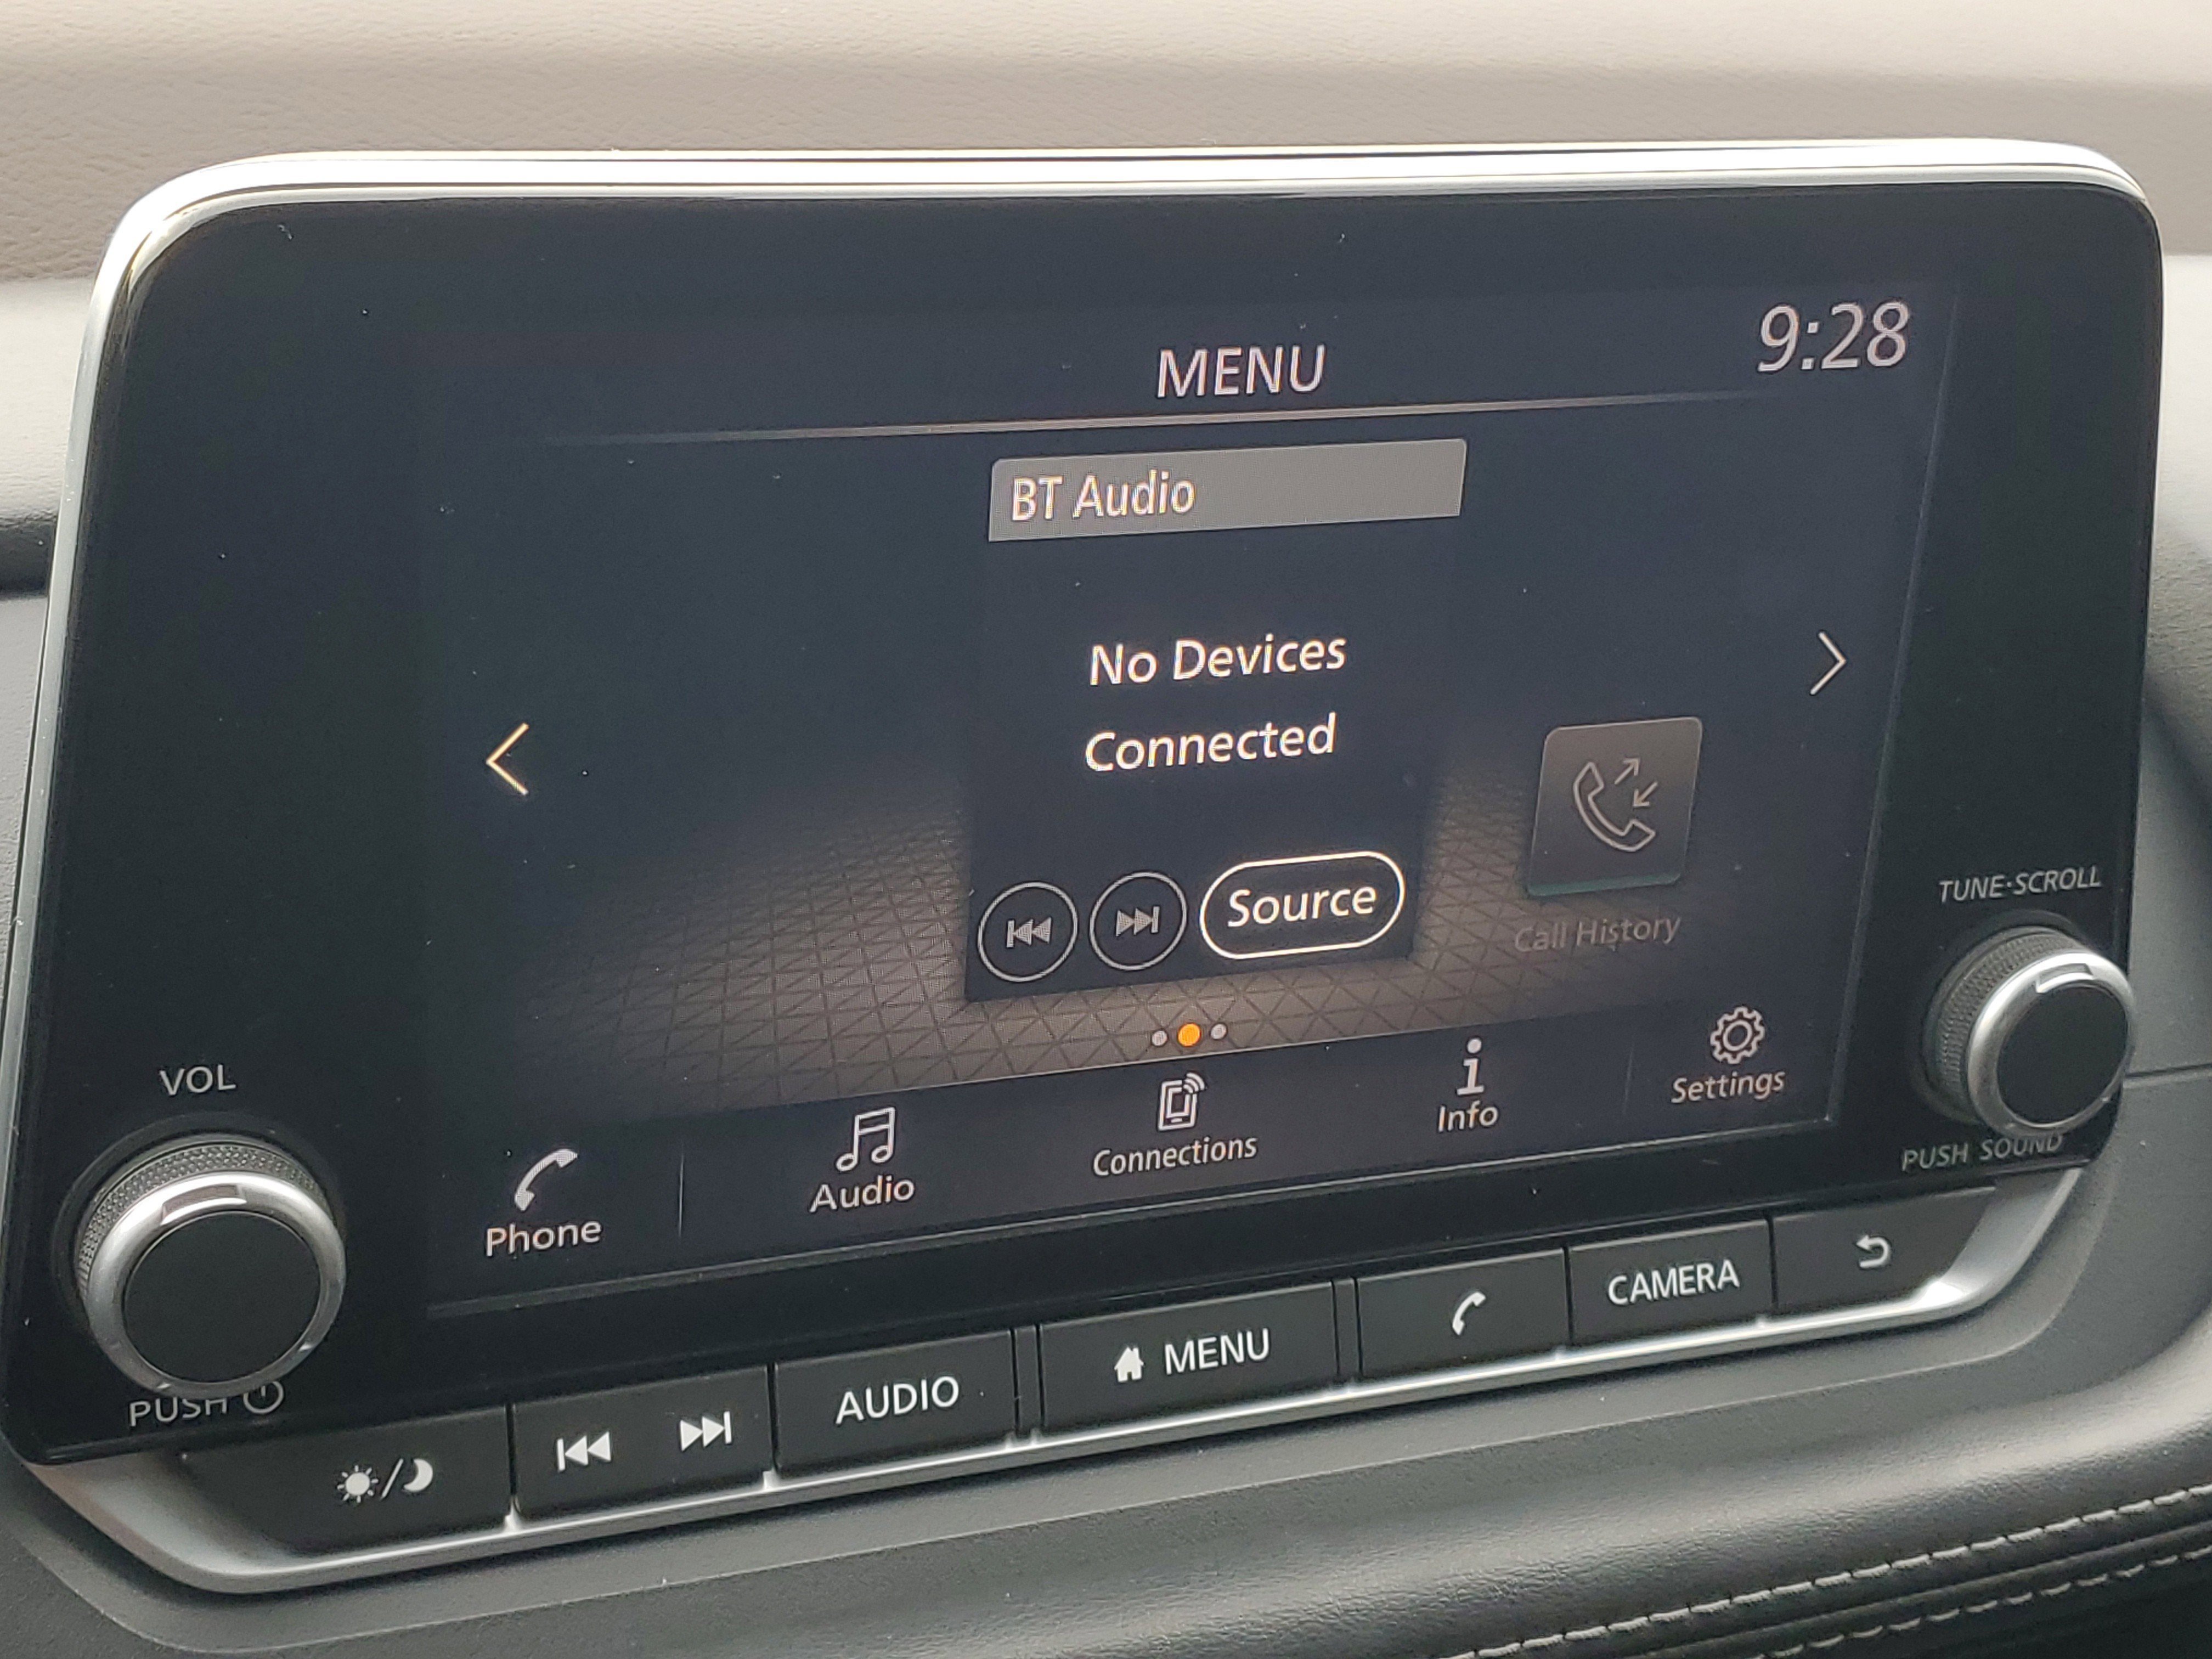 MENU
9:28
BT Audio
No Devices
Connected
Source
Call History
Phone
Audio
Connections
Info
Settings
VOL
PUSH
TUNE·SCROLL
PUSH SOUND
AUDIO
MENU
CAMERA